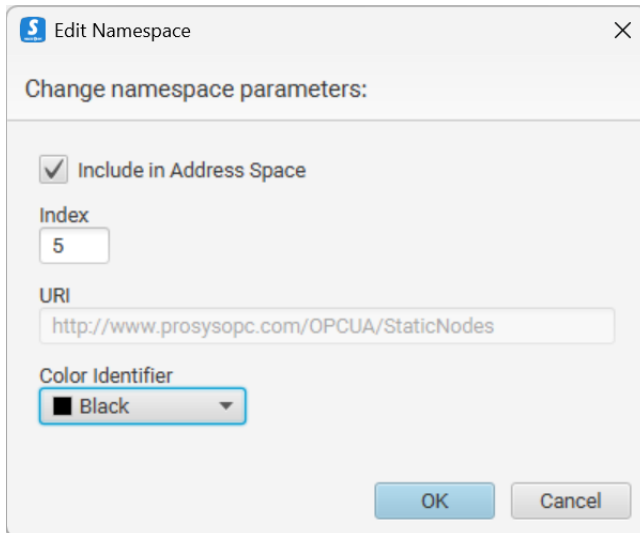 Edit Namespace
Change namespace parameters:
Include in Address Space
Index
5
URI
http://www.prosysopc.com/OPCUA/StaticNodes
Color Identifier
Black
OK Cancel